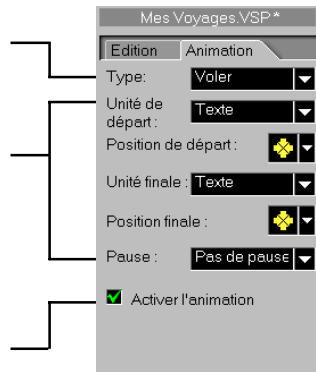 Mes Voyages.VSP*
Edition Animation
Type: Voler
Unité de départ: Texte
Position de départ:
Unité finale : Texte
Position finale :
Pause : Pas de pause
Activer l'animation